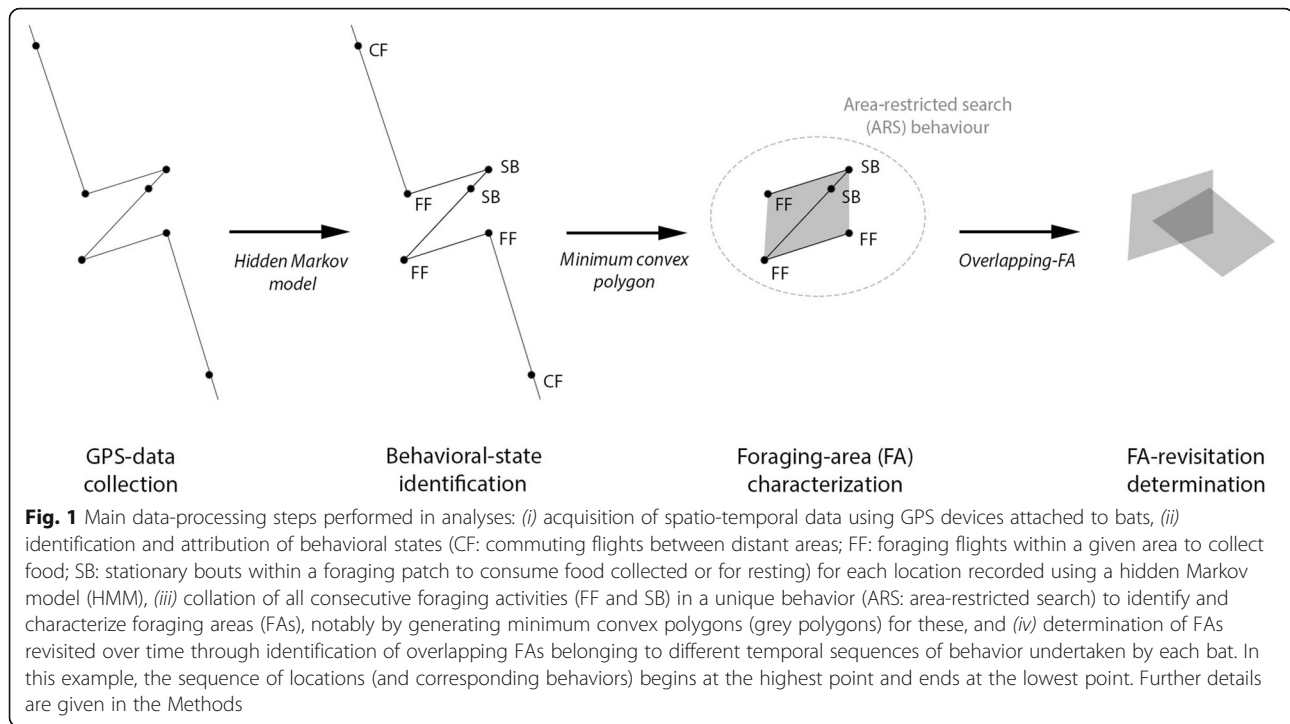 CF
SB
SB
FF
FF
FF
CF
Area-restricted search
(ARS) behaviour
SB
SB
FF
FF
FF
Hidden Markov
model
Minimum convex
polygon
Overlapping-FA
GPS-data
collection
Behavioral-state
identification
Foraging-area (FA)
characterization
FA-revisitation
determination
Fig. 1 Main data-processing steps performed in analyses: (i) acquisition of spatio-temporal data using GPS devices attached to bats, (ii)
identification and attribution of behavioral states (CF: commuting flights between distant areas; FF: foraging flights within a given area to collect
food; SB: stationary bouts within a foraging patch to consume food collected or for resting) for each location recorded using a hidden Markov
model (HMM), (iii) collation of all consecutive foraging activities (FF and SB) in a unique behavior (ARS: area-restricted search) to identify and
characterize foraging areas (FAs), notably by generating minimum convex polygons (grey polygons) for these, and (iv) determination of FAs
revisited over time through identification of overlapping FAs belonging to different temporal sequences of behavior undertaken by each bat. In
this example, the sequence of locations (and corresponding behaviors) begins at the highest point and ends at the lowest point. Further details
are given in the Methods